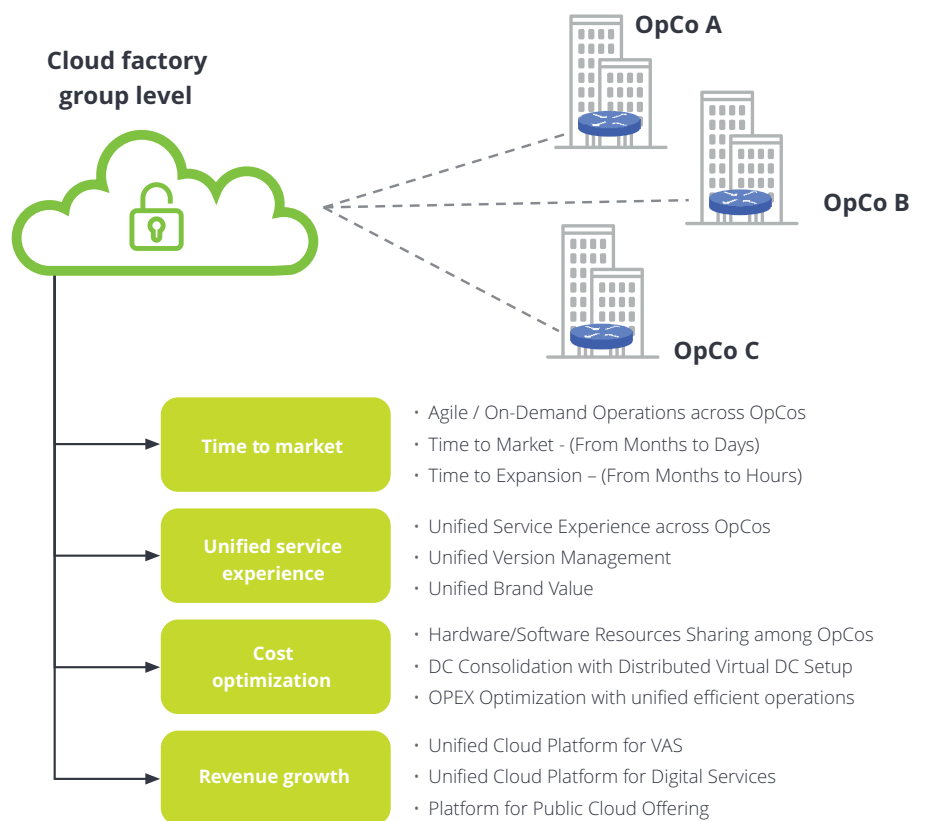 OpCo A
Cloud factory
group level
OpCo B
OpCo C
Time to market
· Agile / On-Demand Operations across OpCos
· Time to Market - (From Months to Days)
· Time to Expansion – (From Months to Hours)
Unified service
experience
· Unified Service Experience across OpCos
· Unified Version Management
· Unified Brand Value
Cost
optimization
· Hardware/Software Resources Sharing among OpCos
· DC Consolidation with Distributed Virtual DC Setup
· OPEX Optimization with unified efficient operations
Revenue growth
· Unified Cloud Platform for VAS
· Unified Cloud Platform for Digital Services
· Platform for Public Cloud Offering